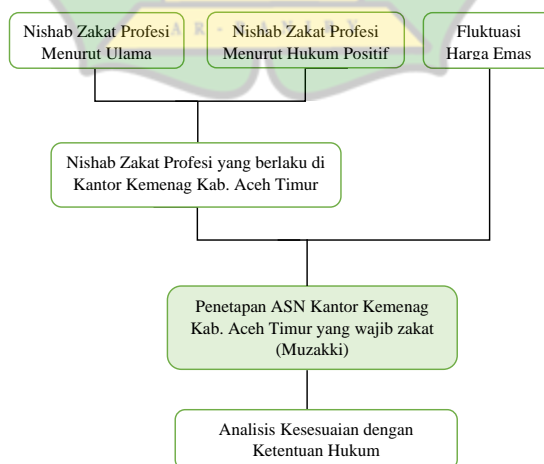 AR-RANIRY
Nishab Zakat Profesi
Menurut Ulama
Nishab Zakat Profesi
Menurut Hukum Positif
Fluktuasi
Harga Emas
Nishab Zakat Profesi yang berlaku di
Kantor Kemenag Kab. Aceh Timur
Penetapan ASN Kantor Kemenag
Kab. Aceh Timur yang wajib zakat
(Muzakki)
Analisis Kesesuaian dengan
Ketentuan Hukum